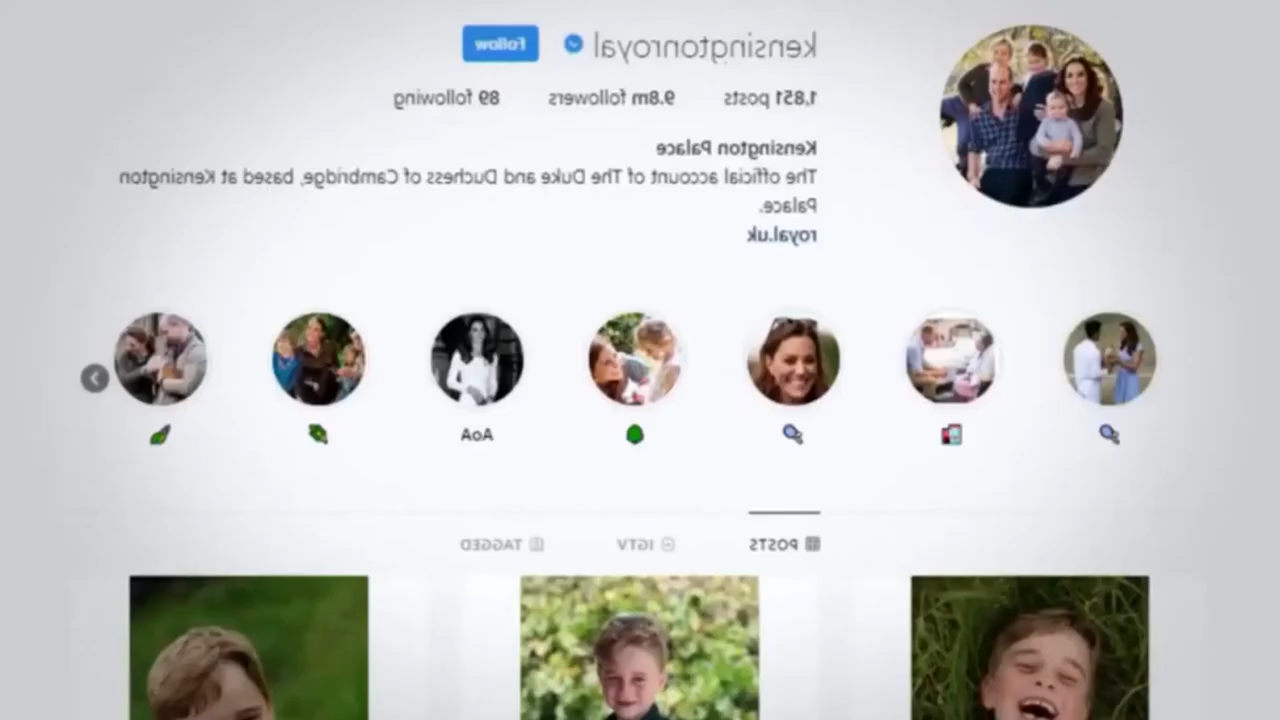 kensingtonroyal Follow
1,851 posts 9.8m followers 89 following
Kensington Palace
The official account of The Duke and Duchess of Cambridge, based at Kensington
Palace.
royal.uk
AoA
POSTS IGTV TAGGED